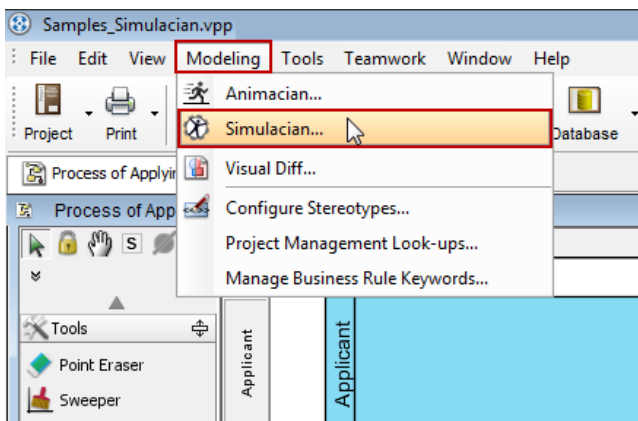 Samples_Simulacian.vpp
File Edit View Modeling Tools Teamwork Window Help
Animacian...
Project Print Simulacian... Database
Process of Applyin Visual Diff...
Process of App Configure Stereotypes...
S Project Management Look-ups...
Manage Business Rule Keywords...
Tools
Point Eraser
Sweeper
Applicant
Applicant